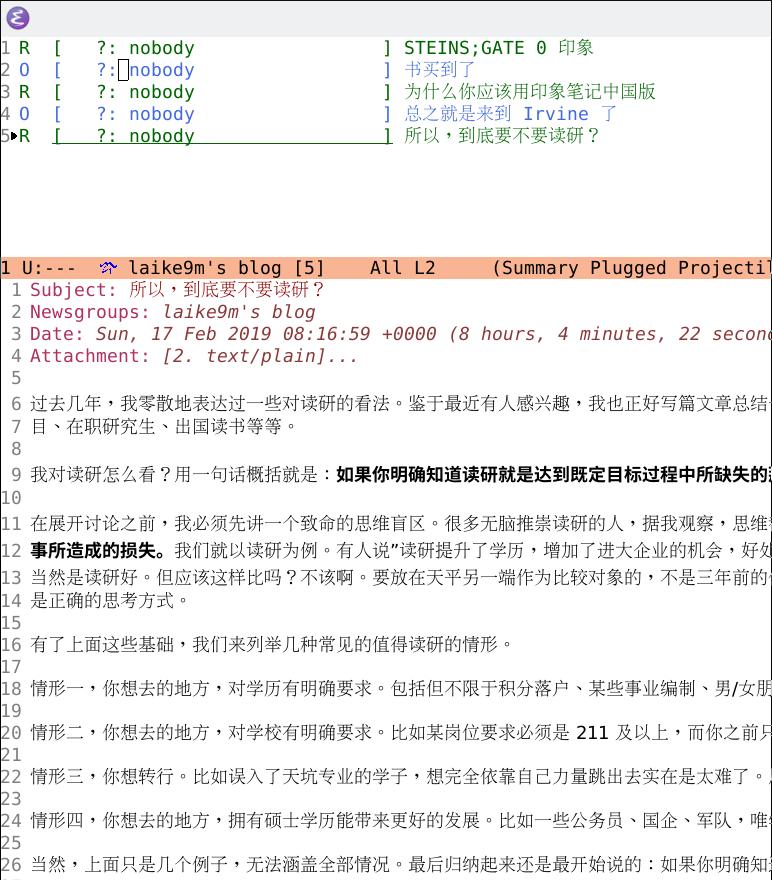 1 R [ ?: nobody ] STEINS;GATE 0 印象
2 O [ ?: nobody ] 书买到了
3 R [ ?: nobody ] 为什么你应该用印象笔记中国版
4 O [ ?: nobody ] 总之就是来到 Irvine 了
5 R [ ?: nobody ] 所以，到底要不要读研？
1 U:--- laike9m's blog [5] All L2 (Summary Plugged Projectil
1 Subject: 所以，到底要不要读研？
2 Newsgroups: laike9m's blog
3 Date: Sun, 17 Feb 2019 08:16:59 +0000 (8 hours, 4 minutes, 22 secon
4 Attachment: [2. text/plain]...
5
6 过去几年，我零散地表达过一些对读研的看法。鉴于最近有人感兴趣，我也正好写篇文章总结
7 目、在职研究生、出国读书等等。
8
9 我对读研怎么看？用一句话概括就是：如果你明确知道读研就是达到既定目标过程中所缺失的
10
11 在展开讨论之前，我必须先讲一个致命的思维盲区。很多无脑推崇读研的人，据我观察，思维
12 事所造成的损失。我们就以读研为例。有人说”读研提升了学历，增加了进大企业的机会，好处
13 当然是读研好。但应该这样比吗？不该啊。要放在天平另一端作为比较对象的，不是三年前的
14 是正确的思考方式。
15
16 有了上面这些基础，我们来列举几种常见的值得读研的情形。
17
18 情形一，你想去的地方，对学历有明确要求。包括但不限于积分落户、某些事业编制、男/女朋
19
20 情形二，你想去的地方，对学校有明确要求。比如某岗位要求必须是 211 及以上，而你之前只
21
22 情形三，你想转行。比如误入了天坑专业的学子，想完全依靠自己力量跳出去实在是太难了。
23
24 情形四，你想去的地方，拥有硕士学历能带来更好的发展。比如一些公务员、国企、军队，唯
25
26 当然，上面只是几个例子，无法涵盖全部情况。最后归纳起来还是最开始说的：如果你明确知